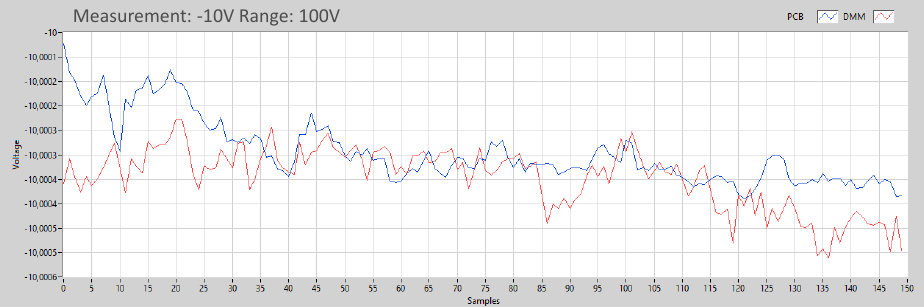 Measurement: -10V Range: 100V
PCB DMM
-10
-10,0001
-10,0002
-10,0002
-10,0003
-10,0003
-10,0004
-10,0004
-10,0005
-10,0005
-10,0006
Voltage
0 5 10 15 20 25 30 35 40 45 50 55 60 65 70 75 80 85 90 95 100 105 110 115 120 125 130 135 140 145 150
Samples